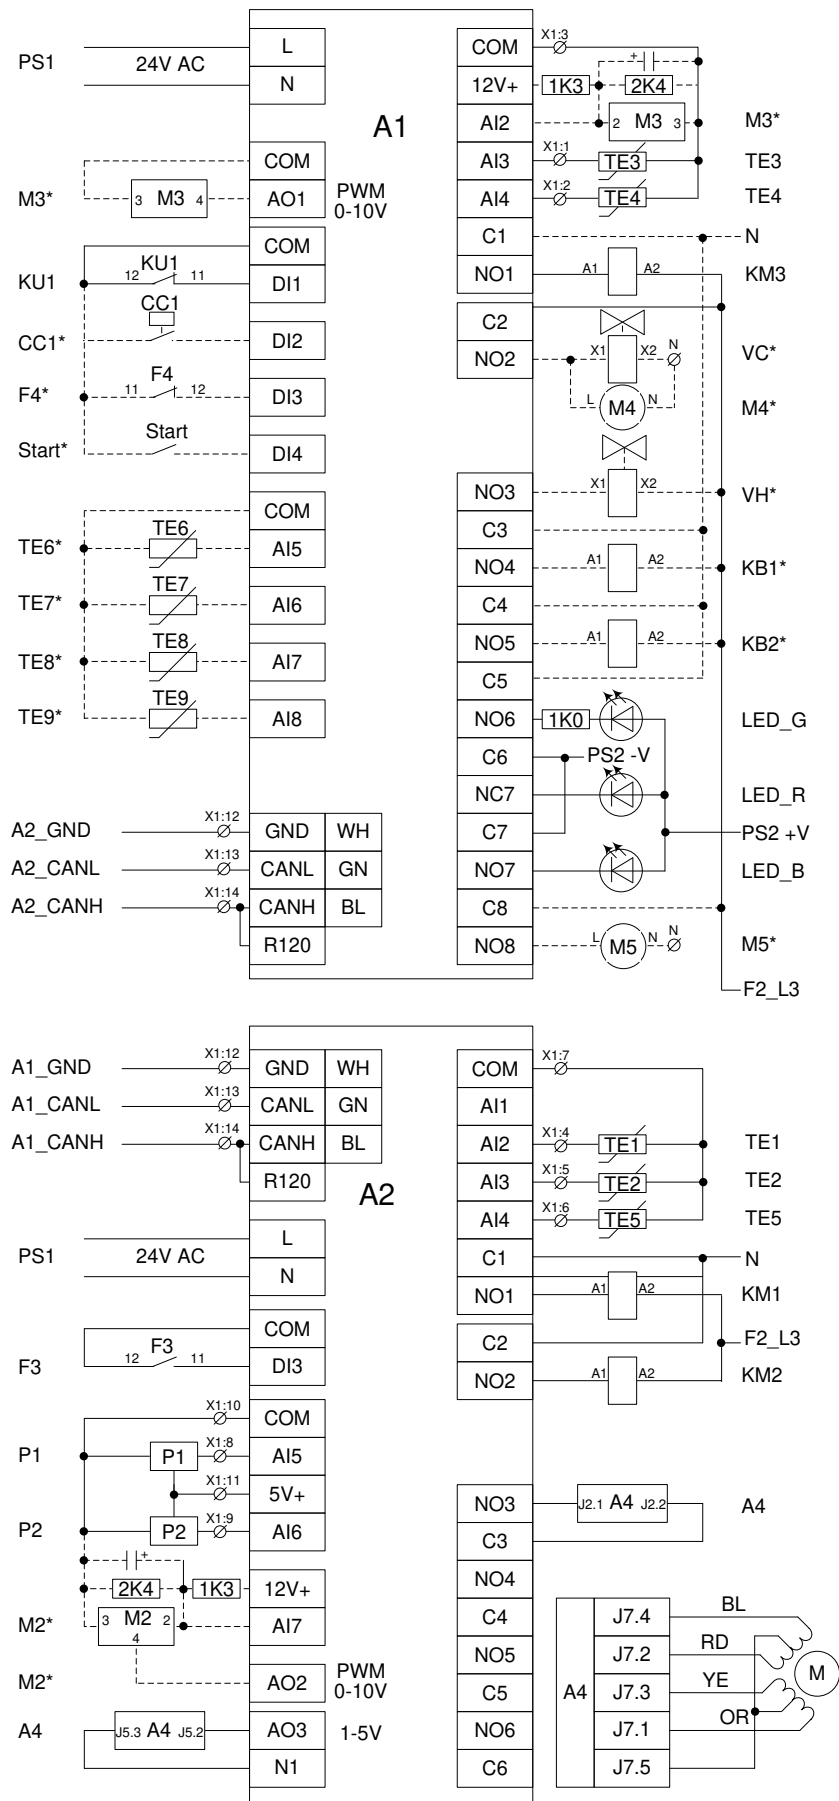 PS1 24V AC L
N
A1
M3* 3 M3 4 COM
AO1 PWM
0-10V
KU1 12 KU1 11 COM
DI1
CC1* CC1 DI2
F4* 11 F4 12 DI3
Start* Start DI4
COM
TE6* TE6 AI5
TE7* TE7 AI6
TE8* TE8 AI7
TE9* TE9 AI8
A2_GND X1:12 GND WH
A2_CANL X1:13 CANL GN
A2_CANH X1:14 CANH BL
R120
COM X1:3
12V+ 1K3 + 2K4
AI2 2 M3 3 M3*
AI3 X1:1 TE3 TE3
AI4 X1:2 TE4 TE4
C1 N
NO1 A1 A2 KM3
C2
NO2 X1 X2 N VC*
L M4 N M4*
NO3 X1 X2 VH*
C3
NO4 A1 A2 KB1*
C4
NO5 A1 A2 KB2*
C5
NO6 1K0 LED_G
C6 PS2 -V
NC7 LED_R
C7 PS2 +V
NO7 LED_B
C8
NO8 L M5 N N M5*
F2_L3
A1_GND X1:12 GND WH
A1_CANL X1:13 CANL GN
A1_CANH X1:14 CANH BL
R120
A2
PS1 24V AC L
N
COM
F3 12 F3 11 DI3
X1:10 COM
P1 P1 X1:8 AI5
X1:11 5V+
P2 P2 X1:9 AI6
+
2K4 1K3 12V+
M2* 3 M2 2 4 AI7
M2* AO2 PWM
0-10V
A4 J5.3 A4 J5.2 AO3 1-5V
N1
COM X1:7
AI1
AI2 X1:4 TE1 TE1
AI3 X1:5 TE2 TE2
AI4 X1:6 TE5 TE5
C1 N
NO1 A1 A2 KM1
C2 F2_L3
NO2 A1 A2 KM2
NO3 J2.1 A4 J2.2 A4
C3
NO4
C4
NO5
C5
NO6
C6
A4
J7.4 BL
J7.2 RD
J7.3 YE
J7.1 OR
J7.5
M